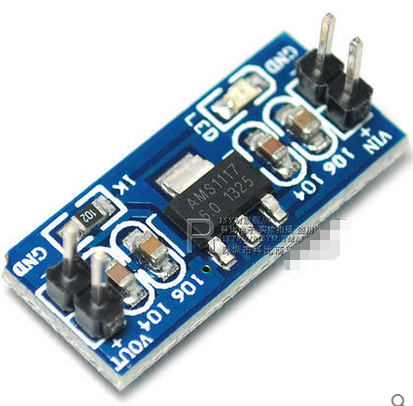 GND
VIN
+
106
104
LED
AMS1117
5.0 1325
1K
102
GND
VOUT
+
104
106